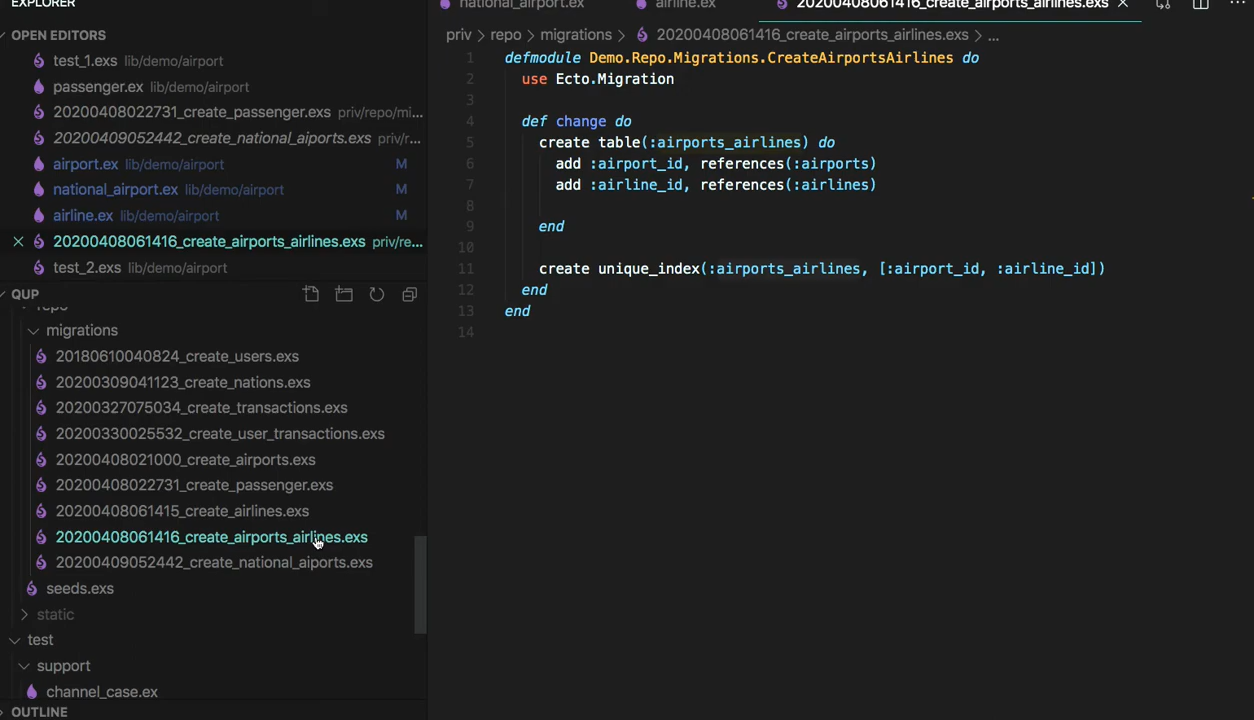 EXPLORER
OPEN EDITORS
test_1.exs lib/demo/airport
passenger.ex lib/demo/airport
20200408022731_create_passenger.exs priv/repo/mi...
20200409052442_create_national_aiports.exs priv/r...
airport.ex lib/demo/airport M
national_airport.ex lib/demo/airport M
airline.ex lib/demo/airport M
20200408061416_create_airports_airlines.exs priv/re...
test_2.exs lib/demo/airport
QUP
repo
migrations
20180610040824_create_users.exs
20200309041123_create_nations.exs
20200327075034_create_transactions.exs
20200330025532_create_user_transactions.exs
20200408021000_create_airports.exs
20200408022731_create_passenger.exs
20200408061415_create_airlines.exs
20200408061416_create_airports_airlines.exs
20200409052442_create_national_aiports.exs
seeds.exs
static
test
support
channel_case.ex
OUTLINE
national_airport.ex airline.ex 20200408061416_create_airports_airlines.exs
priv > repo > migrations > 20200408061416_create_airports_airlines.exs > ...
1 defmodule Demo.Repo.Migrations.CreateAirportsAirlines do
2 use Ecto.Migration
3
4 def change do
5 create table(:airports_airlines) do
6 add :airport_id, references(:airports)
7 add :airline_id, references(:airlines)
8
9 end
10
11 create unique_index(:airports_airlines, [:airport_id, :airline_id])
12 end
13 end
14